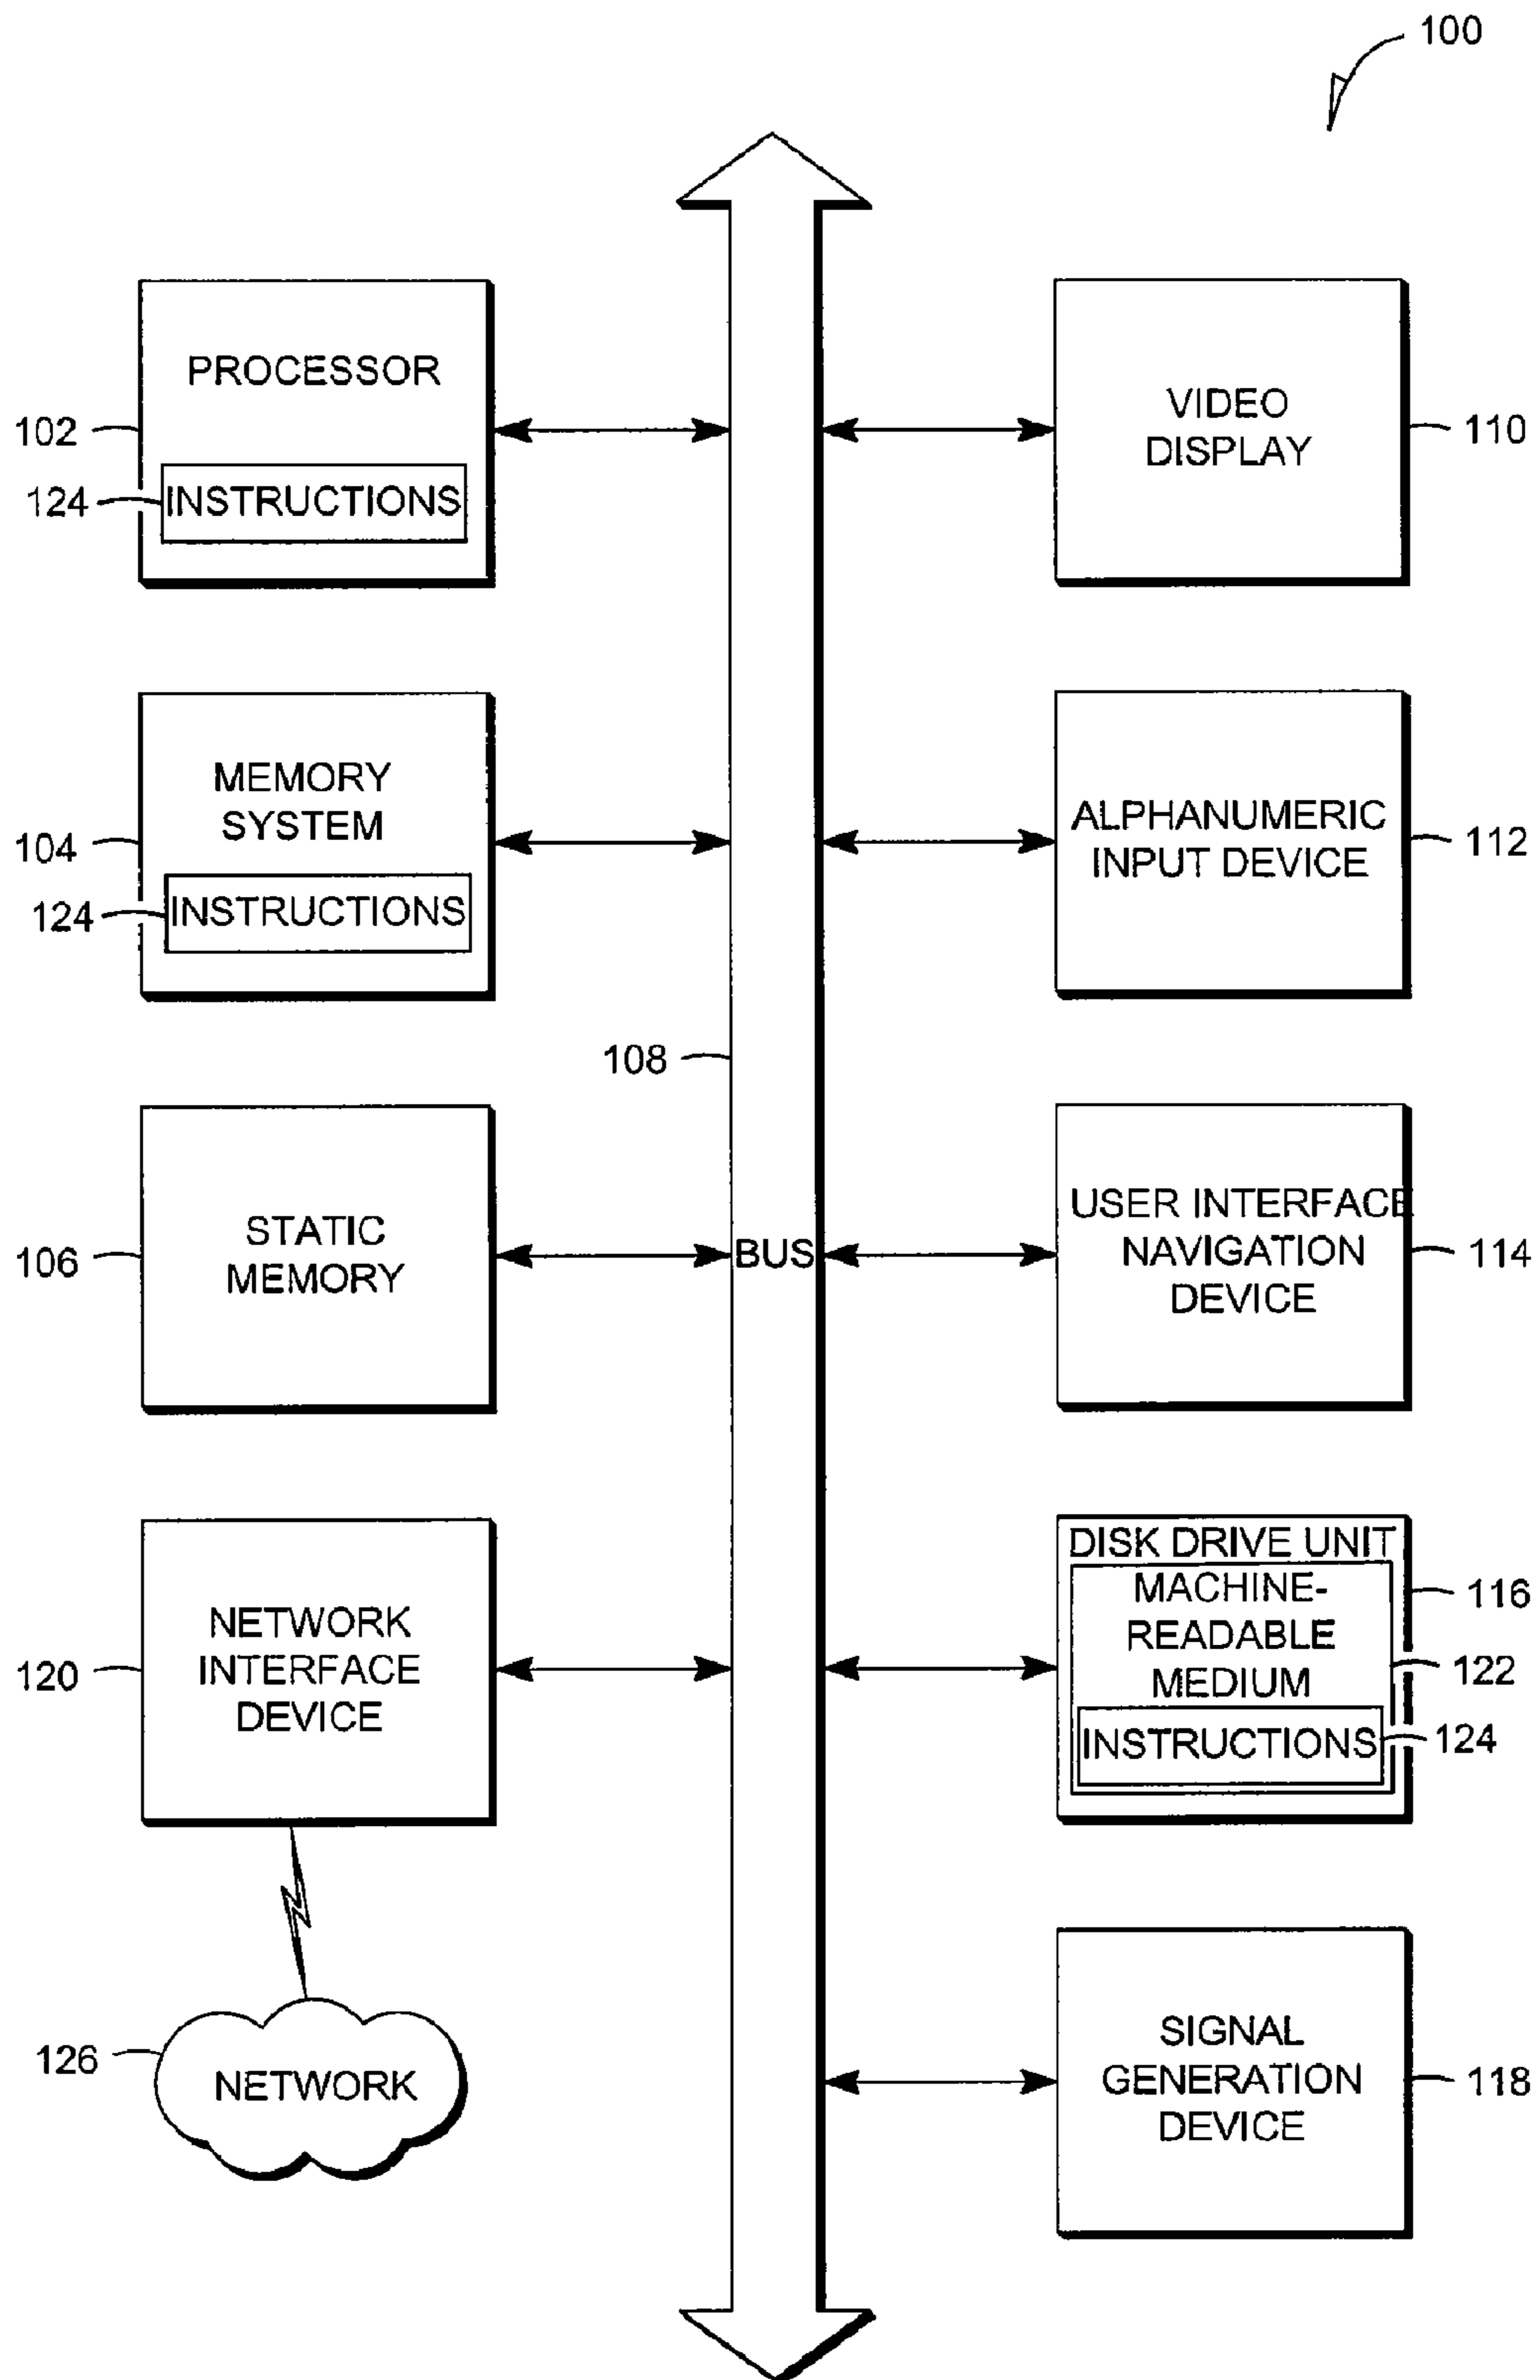 100
PROCESSOR
102
124
INSTRUCTIONS
MEMORY
SYSTEM
104
124
INSTRUCTIONS
108
STATIC
MEMORY
106
BUS
NETWORK
INTERFACE
DEVICE
120
126
NETWORK
VIDEO
DISPLAY
110
ALPHANUMERIC
INPUT DEVICE
112
USER INTERFACE
NAVIGATION
DEVICE
114
DISK DRIVE UNIT
MACHINE-
READABLE
MEDIUM
116
122
INSTRUCTIONS
124
SIGNAL
GENERATION
DEVICE
118